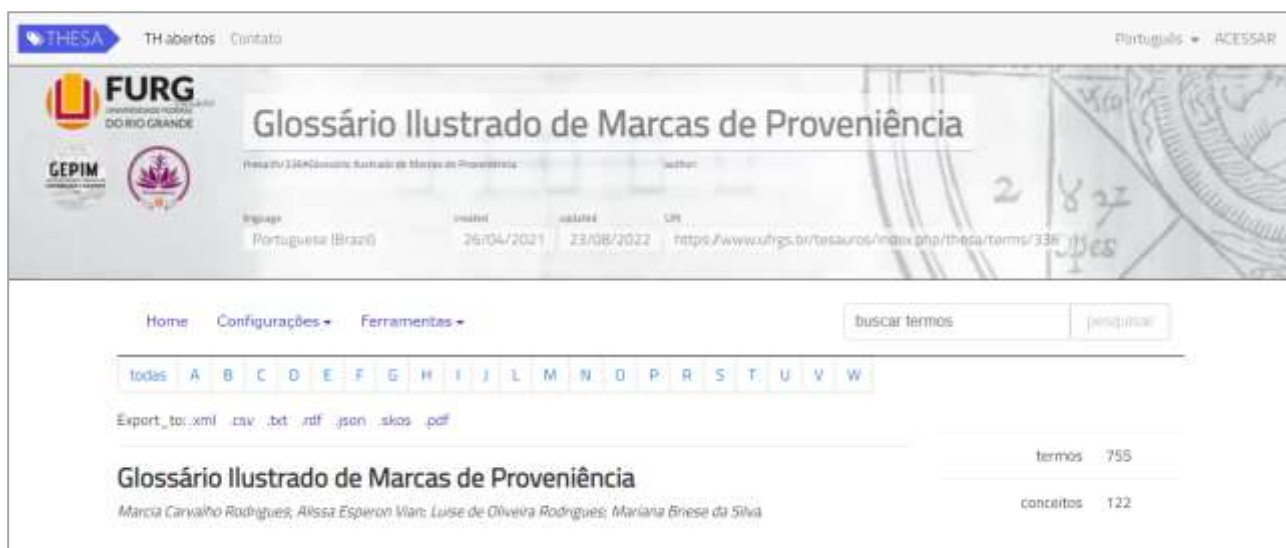 THESA TH abertos Contato Português ACESSAR
FURG
UNIVERSIDADE FEDERAL
DO RIO GRANDE
Glossário Ilustrado de Marcas de Proveniência
GEPIM
author
language created updated URI
Portuguese (Brazil) 26/04/2021 23/08/2022 https://www.ufrgs.br/tesauros/index.php/thesa/terms/336
Home Configurações Ferramentas buscar termos pesquisar
todas A B C D E F G H I J L M N O P R S T U V W
Export_to: .xml .csv .txt .rdf .json .skos .pdf
termos 755
Glossário Ilustrado de Marcas de Proveniência
Marcia Carvalho Rodrigues; Alissa Esperon Vian; Luise de Oliveira Rodrigues; Mariana Briese da Silva
conceitos 122